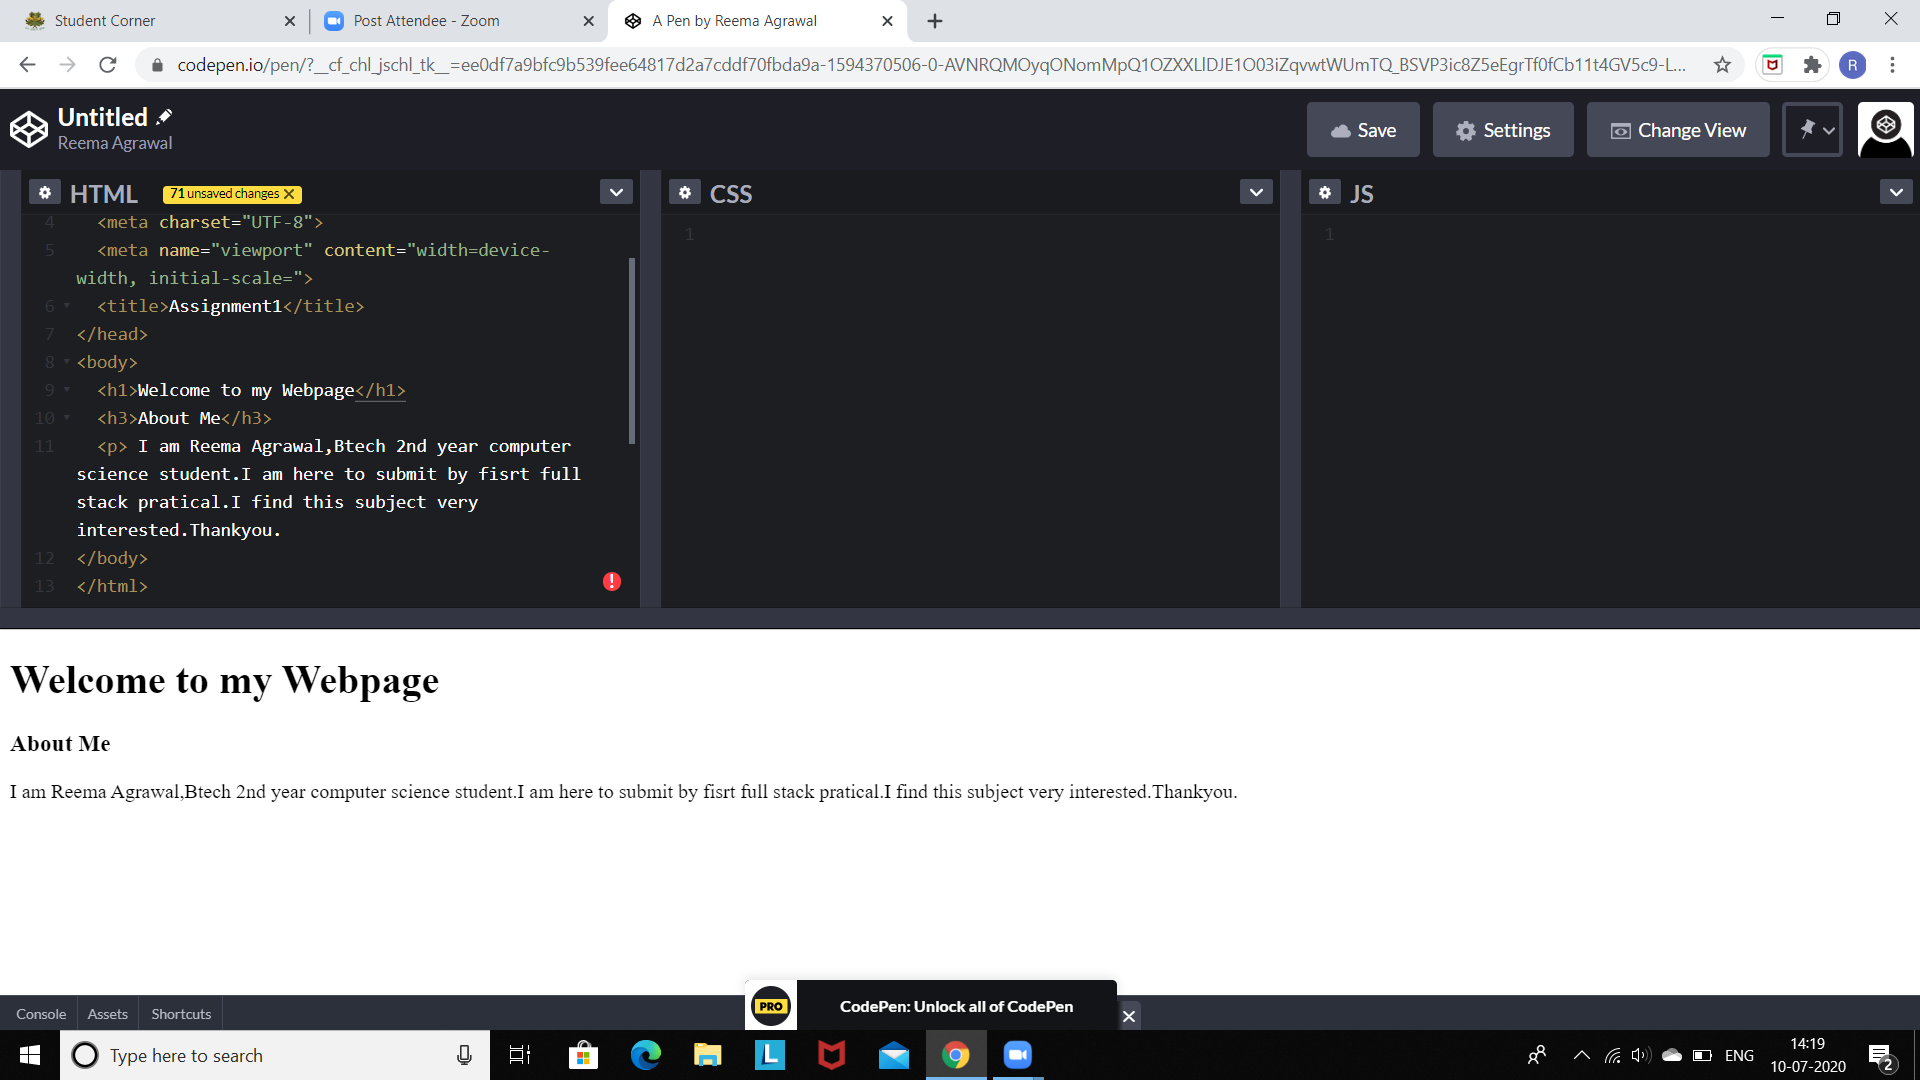 Student Corner
Post Attendee - Zoom
A Pen by Reema Agrawal
codepen.io/pen/?__cf_chl_jschl_tk__=ee0df7a9bfc9b539fee64817d2a7cddf70fbda9a-1594370506-0-AVNRQMOyqONomMpQ1OZXXLlDJE1O03iZqvwtWUmTQ_BSVP3ic8Z5eEgrTf0fCb11t4GV5c9-L...
R
Untitled
Reema Agrawal
Save
Settings
Change View
HTML
71 unsaved changes
CSS
JS
4 <meta charset="UTF-8">
5 <meta name="viewport" content="width=device-
width, initial-scale=">
6 <title>Assignment1</title>
7 </head>
8 <body>
9 <h1>Welcome to my Webpage</h1>
10 <h3>About Me</h3>
11 <p> I am Reema Agrawal,Btech 2nd year computer
science student.I am here to submit by fisrt full
stack pratical.I find this subject very
interested.Thankyou.
12 </body>
13 </html>
1
1
Welcome to my Webpage
About Me
I am Reema Agrawal,Btech 2nd year computer science student.I am here to submit by fisrt full stack pratical.I find this subject very interested.Thankyou.
Console
Assets
Shortcuts
PRO
CodePen: Unlock all of CodePen
Type here to search
L
ENG
14:19
10-07-2020
2